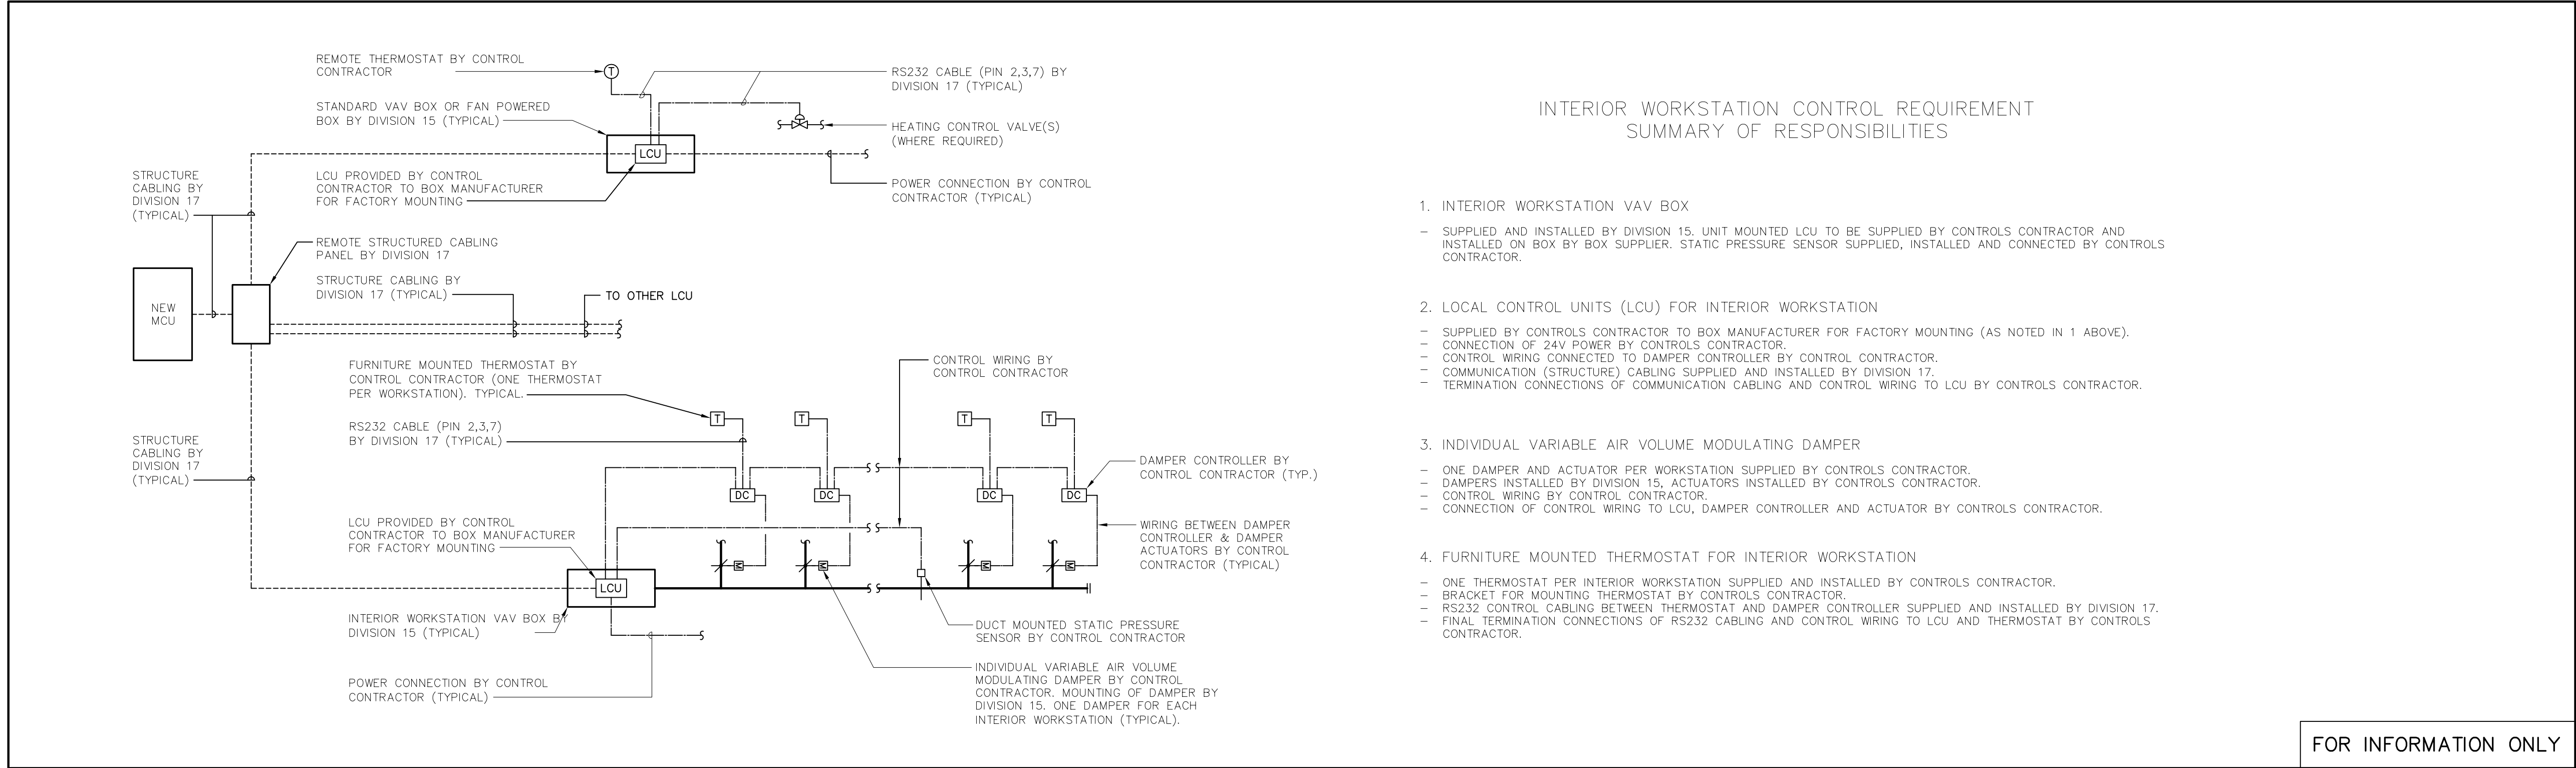 REMOTE THERMOSTAT BY CONTROL
CONTRACTOR
T
RS232 CABLE (PIN 2,3,7) BY
DIVISION 17 (TYPICAL)
STANDARD VAV BOX OR FAN POWERED
BOX BY DIVISION 15 (TYPICAL)
HEATING CONTROL VALVE(S)
(WHERE REQUIRED)
LCU
STRUCTURE
CABLING BY
DIVISION 17
(TYPICAL)
LCU PROVIDED BY CONTROL
CONTRACTOR TO BOX MANUFACTURER
FOR FACTORY MOUNTING
POWER CONNECTION BY CONTROL
CONTRACTOR (TYPICAL)
REMOTE STRUCTURED CABLING
PANEL BY DIVISION 17
STRUCTURE CABLING BY
DIVISION 17 (TYPICAL)
TO OTHER LCU
NEW
MCU
FURNITURE MOUNTED THERMOSTAT BY
CONTROL CONTRACTOR (ONE THERMOSTAT
PER WORKSTATION). TYPICAL.
CONTROL WIRING BY
CONTROL CONTRACTOR
T
T
T
T
RS232 CABLE (PIN 2,3,7)
BY DIVISION 17 (TYPICAL)
STRUCTURE
CABLING BY
DIVISION 17
(TYPICAL)
DAMPER CONTROLLER BY
CONTROL CONTRACTOR (TYP.)
DC
DC
DC
DC
LCU PROVIDED BY CONTROL
CONTRACTOR TO BOX MANUFACTURER
FOR FACTORY MOUNTING
WIRING BETWEEN DAMPER
CONTROLLER & DAMPER
ACTUATORS BY CONTROL
CONTRACTOR (TYPICAL)
M
M
M
M
LCU
INTERIOR WORKSTATION VAV BOX BY
DIVISION 15 (TYPICAL)
DUCT MOUNTED STATIC PRESSURE
SENSOR BY CONTROL CONTRACTOR
POWER CONNECTION BY CONTROL
CONTRACTOR (TYPICAL)
INDIVIDUAL VARIABLE AIR VOLUME
MODULATING DAMPER BY CONTROL
CONTRACTOR. MOUNTING OF DAMPER BY
DIVISION 15. ONE DAMPER FOR EACH
INTERIOR WORKSTATION (TYPICAL).
INTERIOR WORKSTATION CONTROL REQUIREMENT
SUMMARY OF RESPONSIBILITIES
1. INTERIOR WORKSTATION VAV BOX
- SUPPLIED AND INSTALLED BY DIVISION 15. UNIT MOUNTED LCU TO BE SUPPLIED BY CONTROLS CONTRACTOR AND
INSTALLED ON BOX BY BOX SUPPLIER. STATIC PRESSURE SENSOR SUPPLIED, INSTALLED AND CONNECTED BY CONTROLS
CONTRACTOR.
2. LOCAL CONTROL UNITS (LCU) FOR INTERIOR WORKSTATION
- SUPPLIED BY CONTROLS CONTRACTOR TO BOX MANUFACTURER FOR FACTORY MOUNTING (AS NOTED IN 1 ABOVE).
- CONNECTION OF 24V POWER BY CONTROLS CONTRACTOR.
- CONTROL WIRING CONNECTED TO DAMPER CONTROLLER BY CONTROL CONTRACTOR.
- COMMUNICATION (STRUCTURE) CABLING SUPPLIED AND INSTALLED BY DIVISION 17.
- TERMINATION CONNECTIONS OF COMMUNICATION CABLING AND CONTROL WIRING TO LCU BY CONTROLS CONTRACTOR.
3. INDIVIDUAL VARIABLE AIR VOLUME MODULATING DAMPER
- ONE DAMPER AND ACTUATOR PER WORKSTATION SUPPLIED BY CONTROLS CONTRACTOR.
- DAMPERS INSTALLED BY DIVISION 15, ACTUATORS INSTALLED BY CONTROLS CONTRACTOR.
- CONTROL WIRING BY CONTROL CONTRACTOR.
- CONNECTION OF CONTROL WIRING TO LCU, DAMPER CONTROLLER AND ACTUATOR BY CONTROLS CONTRACTOR.
4. FURNITURE MOUNTED THERMOSTAT FOR INTERIOR WORKSTATION
- ONE THERMOSTAT PER INTERIOR WORKSTATION SUPPLIED AND INSTALLED BY CONTROLS CONTRACTOR.
- BRACKET FOR MOUNTING THERMOSTAT BY CONTROLS CONTRACTOR.
- RS232 CONTROL CABLING BETWEEN THERMOSTAT AND DAMPER CONTROLLER SUPPLIED AND INSTALLED BY DIVISION 17.
- FINAL TERMINATION CONNECTIONS OF RS232 CABLING AND CONTROL WIRING TO LCU AND THERMOSTAT BY CONTROLS
CONTRACTOR.
FOR INFORMATION ONLY